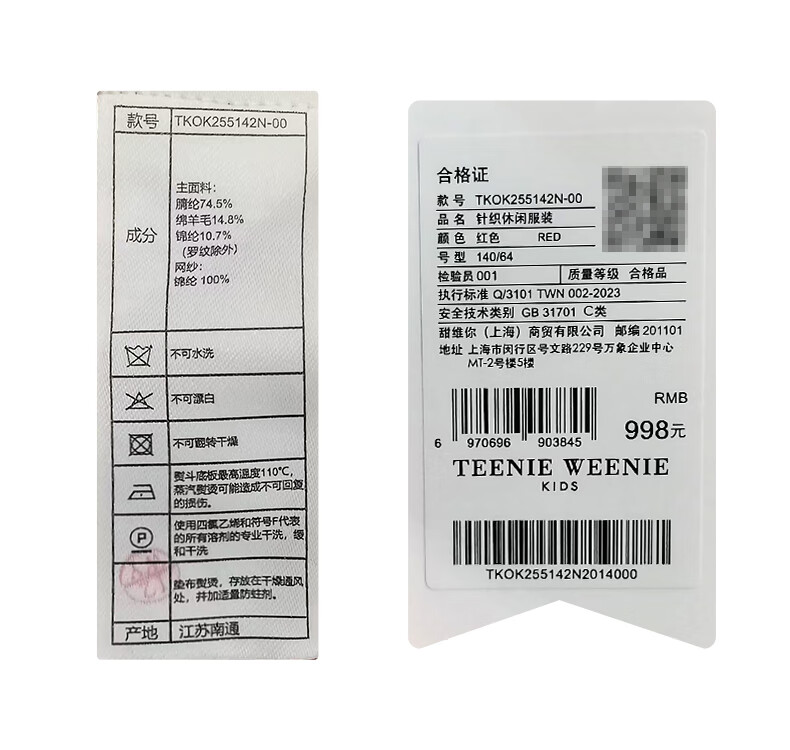 款号 TKOK255142N-00
成分
主面料:
腈纶74.5%
绵羊毛14.8%
锦纶10.7%
(罗纹除外)
网纱:
锦纶 100%
不可水洗
不可漂白
不可翻转干燥
熨斗底板最高温度110℃,
蒸汽熨烫可能造成不可回复
的损伤。
P
使用四氯乙烯和符号F代表
的所有溶剂的专业干洗, 缓
和干洗
垫布熨烫, 存放在干燥通风
处, 并加适量防蛀剂。
产地 江苏南通
合格证
款号 TKOK255142N-00
品名 针织休闲服装
颜色 红色 RED
号型 140/64
检验员 001 质量等级 合格品
执行标准 Q/3101 TWN 002-2023
安全技术类别 GB 31701 C类
甜维你(上海)商贸有限公司 邮编 201101
地址 上海市闵行区号文路229号万象企业中心
MT-2号楼5楼
RMB
998元
6 970696 903845
TEENIE WEENIE
KIDS
TKOK255142N2014000